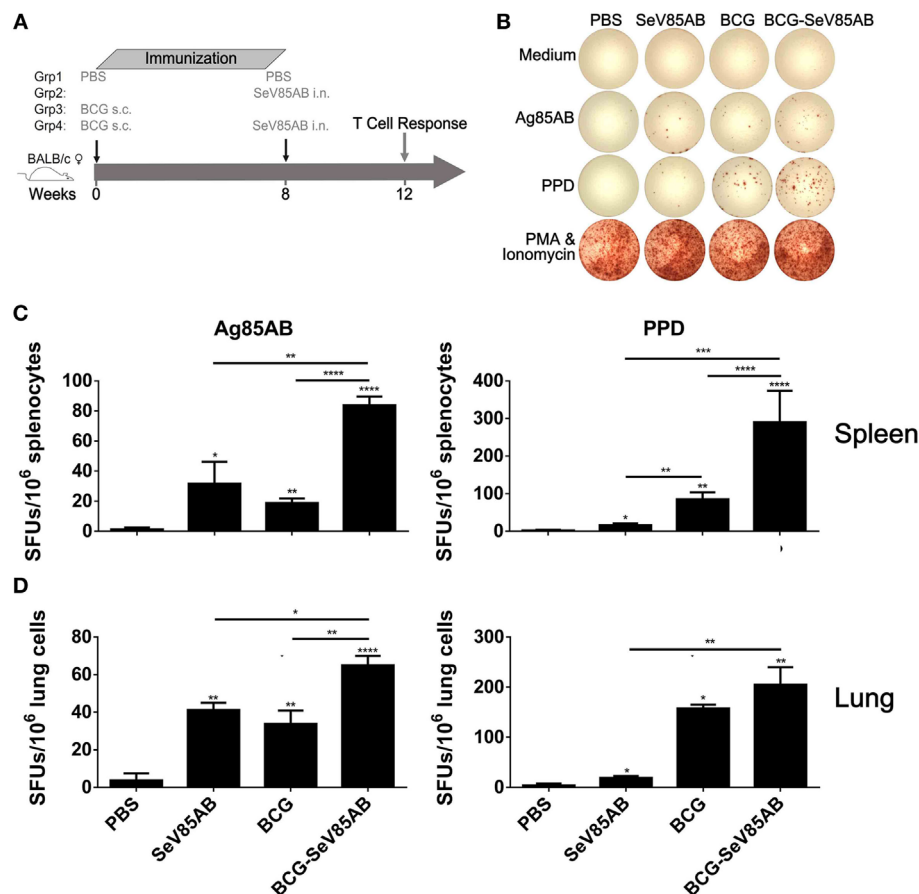 A
Immunization
Grp1 PBS PBS
Grp2: SeV85AB i.n.
Grp3: BCG s.c.
Grp4: BCG s.c. SeV85AB i.n. T Cell Response
BALB/c ♀
Weeks 0 8 12
B
PBS SeV85AB BCG BCG-SeV85AB
Medium
Ag85AB
PPD
PMA &
Ionomycin
C
Ag85AB
SFUs/10⁶ splenocytes
100
80
60
40
20
0
*
**
****
**
****
PPD
SFUs/10⁶ splenocytes
400
300
200
100
0
*
**
****
**
***
****
Spleen
D
SFUs/10⁶ lung cells
80
60
40
20
0
**
**
****
*
**
PBS
SeV85AB
BCG
BCG-SeV85AB
SFUs/10⁶ lung cells
300
200
100
0
*
*
**
**
PBS
SeV85AB
BCG
BCG-SeV85AB
Lung